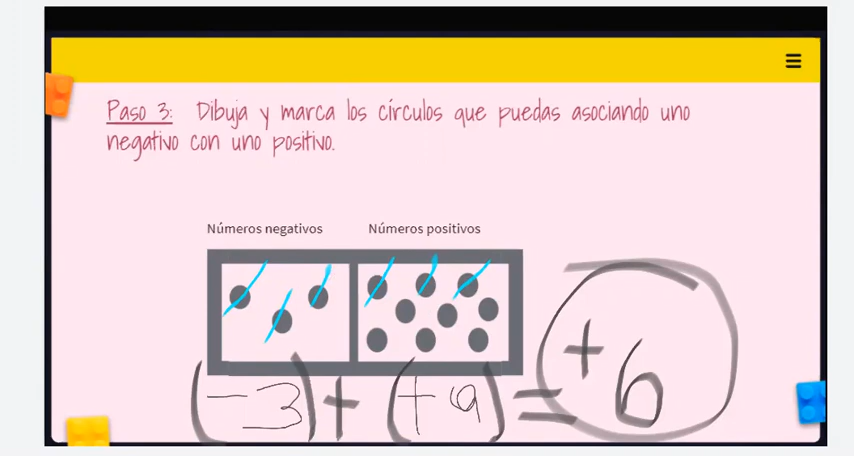 Paso 3: Dibuja y marca los círculos que puedas asociando uno
negativo con uno positivo.
Números negativos Números positivos
(-3)+(+9)=+6